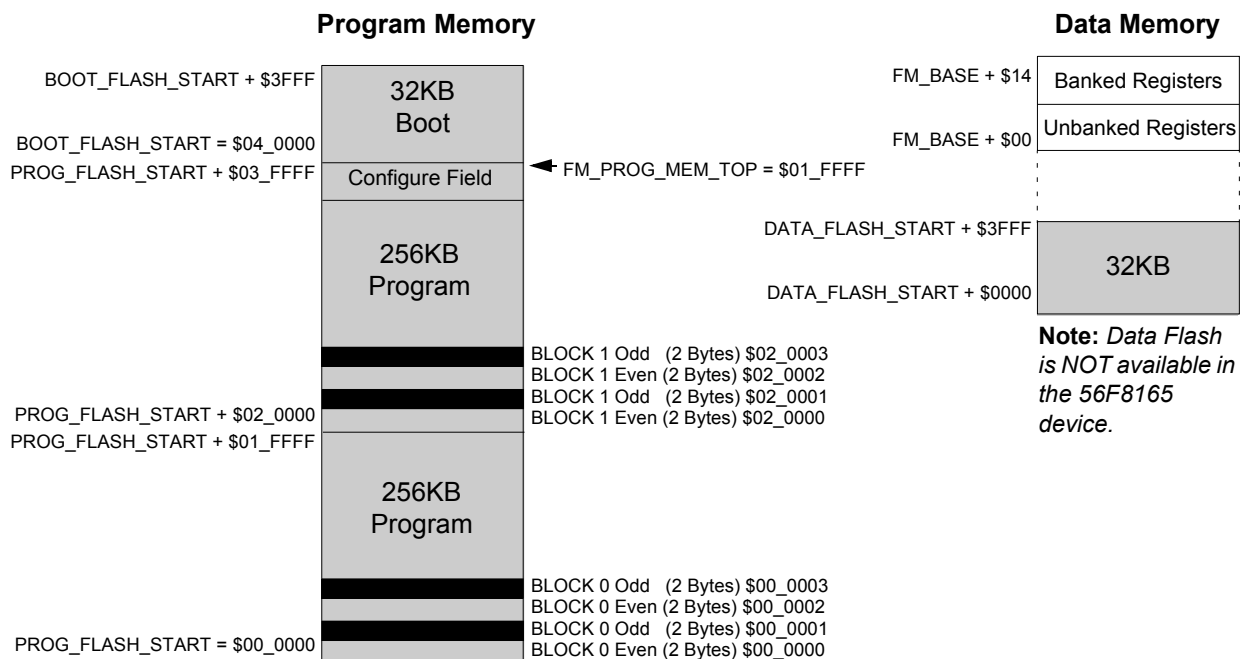 Program Memory
BOOT_FLASH_START + $3FFF
BOOT_FLASH_START = $04_0000
PROG_FLASH_START + $03_FFFF
32KB
Boot
Configure Field
FM_PROG_MEM_TOP = $01_FFFF
256KB
Program
BLOCK 1 Odd (2 Bytes) $02_0003
BLOCK 1 Even (2 Bytes) $02_0002
BLOCK 1 Odd (2 Bytes) $02_0001
BLOCK 1 Even (2 Bytes) $02_0000
PROG_FLASH_START + $02_0000
PROG_FLASH_START + $01_FFFF
256KB
Program
BLOCK 0 Odd (2 Bytes) $00_0003
BLOCK 0 Even (2 Bytes) $00_0002
BLOCK 0 Odd (2 Bytes) $00_0001
BLOCK 0 Even (2 Bytes) $00_0000
PROG_FLASH_START = $00_0000
Data Memory
FM_BASE + $14
Banked Registers
FM_BASE + $00
Unbanked Registers
DATA_FLASH_START + $3FFF
32KB
DATA_FLASH_START + $0000
Note: Data Flash
is NOT available in
the 56F8165
device.